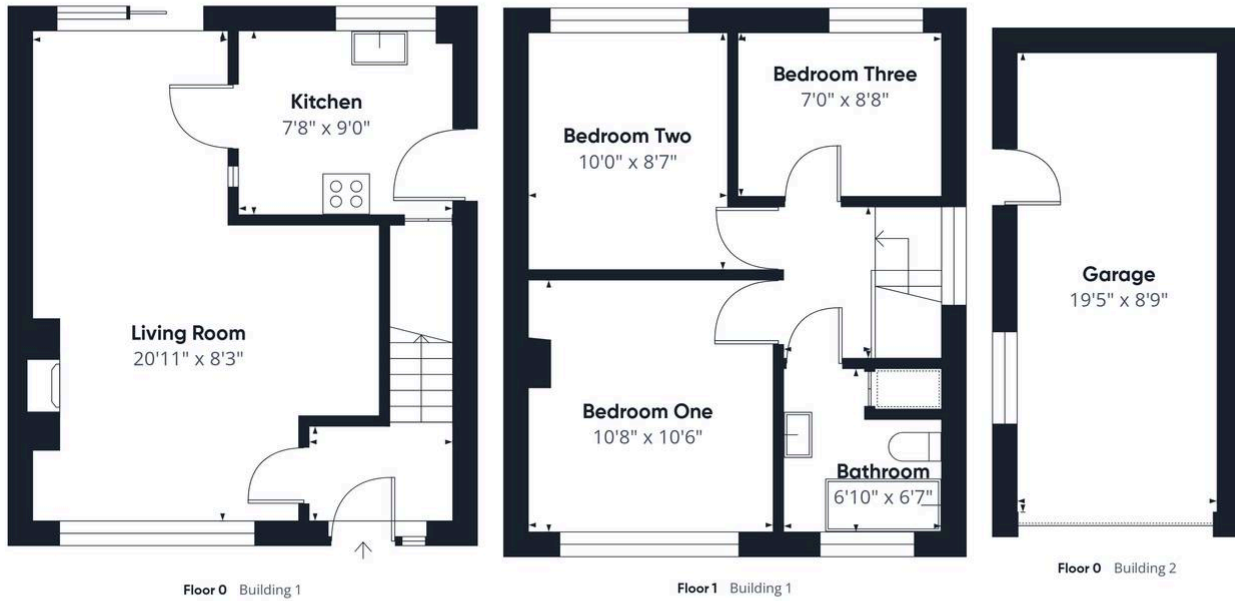 Kitchen
7'8" x 9'0"
Living Room
20'11" x 8'3"
Floor 0 Building 1
Bedroom Two
10'0" x 8'7"
Bedroom Three
7'0" x 8'8"
Bedroom One
10'8" x 10'6"
Bathroom
6'10" x 6'7"
Floor 1 Building 1
Garage
19'5" x 8'9"
Floor 0 Building 2